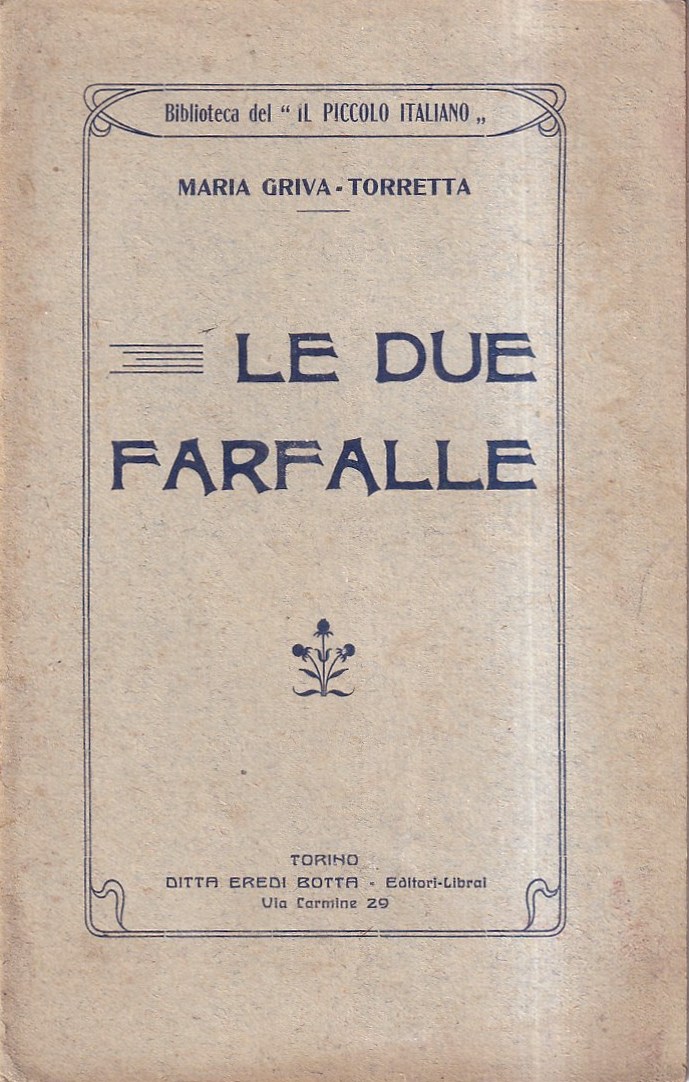 Biblioteca del “ IL PICCOLO ITALIANO „
MARIA GRIVA-TORRETTA
LE DUE
FARFALLE
TORINO
DITTA EREDI BOTTA - Editori-Librai
Via Carmine 29